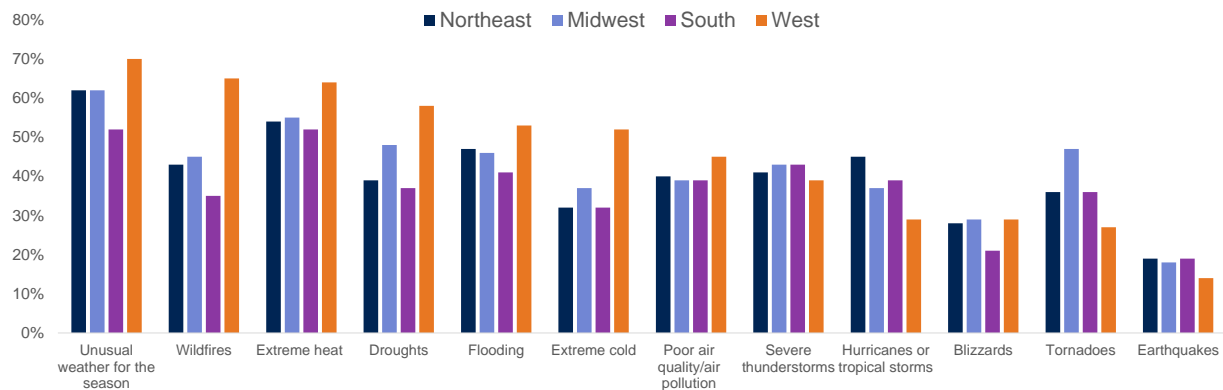 80%
Northeast Midwest South West
70%
60%
50%
40%
30%
20%
10%
0%
Unusual
weather for the
season
Wildfires
Extreme heat
Droughts
Flooding
Extreme cold
Poor air
quality/air
pollution
Severe
thunderstorms
Hurricanes or
tropical storms
Blizzards
Tornadoes
Earthquakes